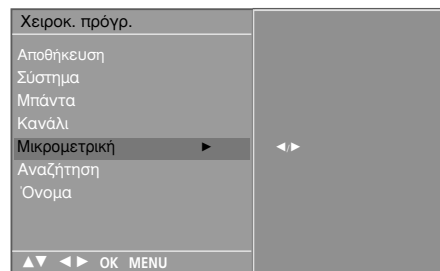 Χειροκ. πρόγρ.
Αποθήκευση
Σύστημα
Μπάντα
Κανάλι
Μικρομετρική ► ◄/►
Αναζήτηση
Όνομα
▲▼ ◄► OK MENU